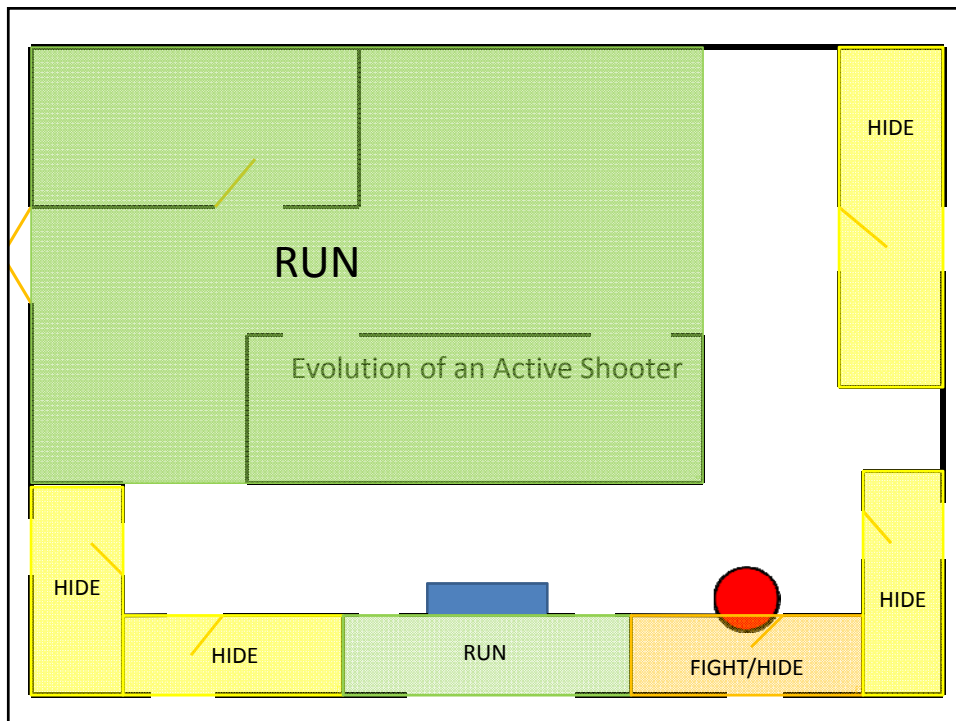 HIDE
RUN
Evolution of an Active Shooter
HIDE
HIDE
HIDE
RUN
FIGHT/HIDE